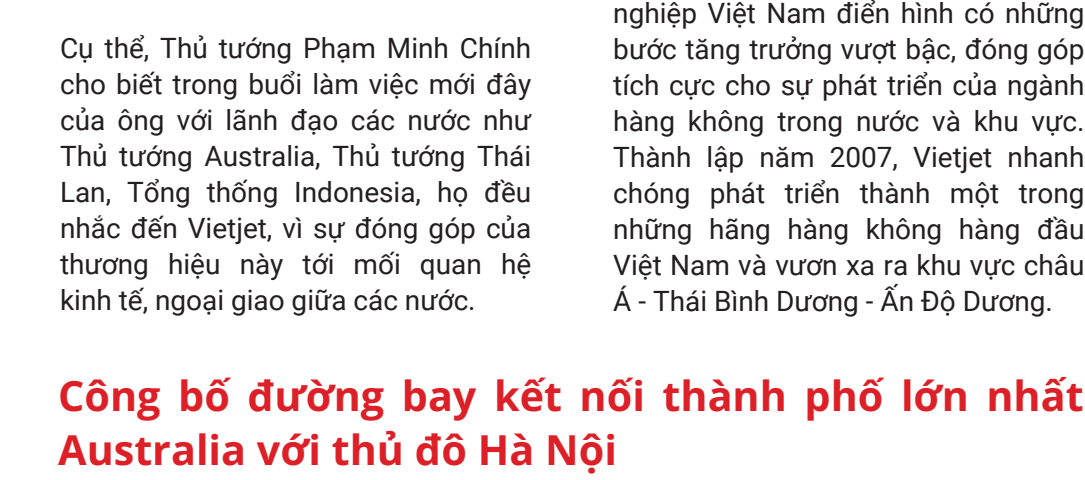 Cụ thể, Thủ tướng Phạm Minh Chính
cho biết trong buổi làm việc mới đây
của ông với lãnh đạo các nước như
Thủ tướng Australia, Thủ tướng Thái
Lan, Tổng thống Indonesia, họ đều
nhắc đến Vietjet, vì sự đóng góp của
thương hiệu này tới mối quan hệ
kinh tế, ngoại giao giữa các nước.
nghiệp Việt Nam điển hình có những
bước tăng trưởng vượt bậc, đóng góp
tích cực cho sự phát triển của ngành
hàng không trong nước và khu vực.
Thành lập năm 2007, Vietjet nhanh
chóng phát triển thành một trong
những hãng hàng không hàng đầu
Việt Nam và vươn xa ra khu vực châu
Á - Thái Bình Dương - Ấn Độ Dương.
Công bố đường bay kết nối thành phố lớn nhất
Australia với thủ đô Hà Nội